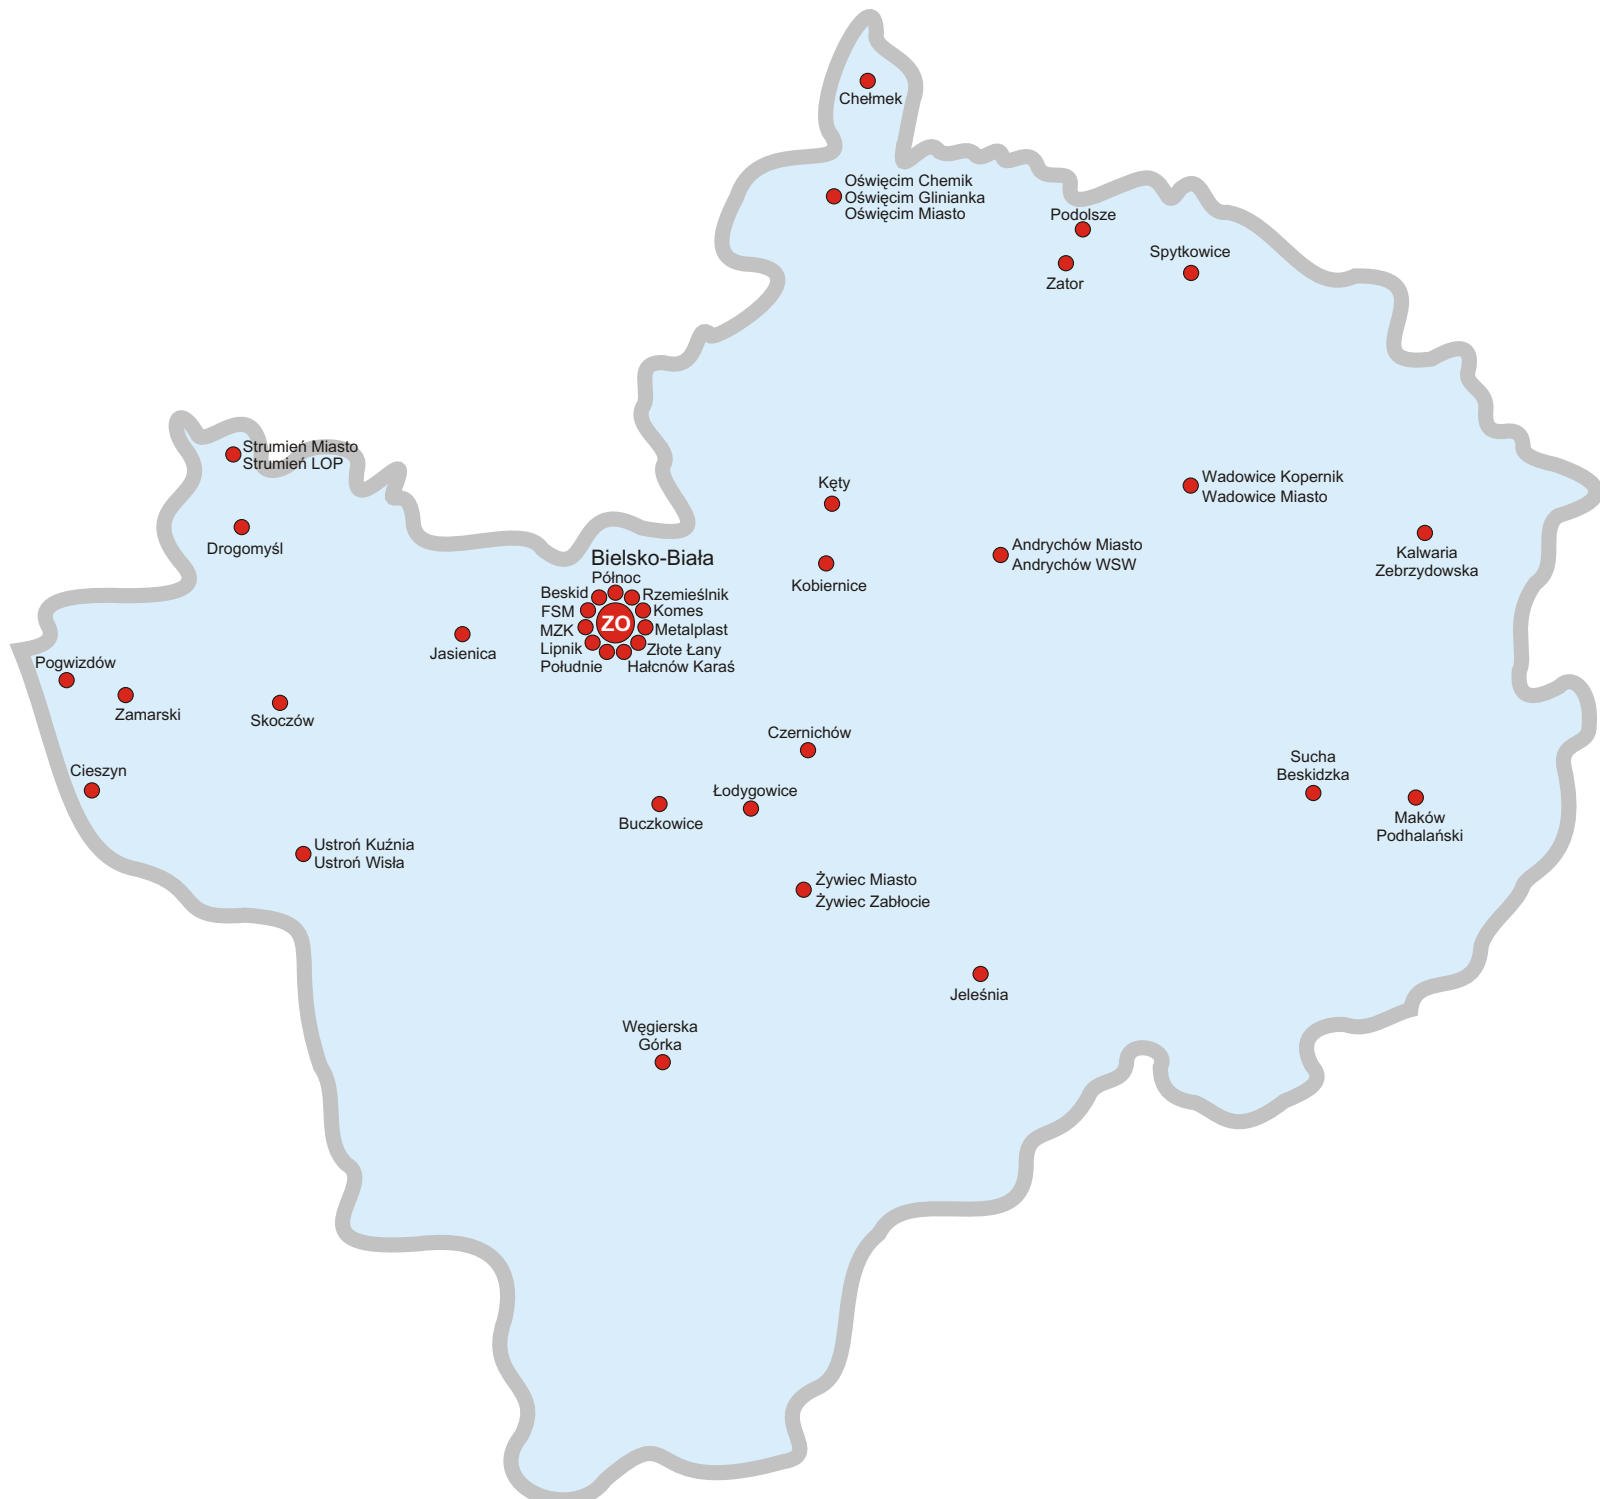 Chełmek
Oświęcim Chemik
Oświęcim Glinianka
Oświęcim Miasto
Podolsze
Spytkowice
Zator
Strumień Miasto
Strumień LOP
Kęty
Wadowice Kopernik
Wadowice Miasto
Drogomyśl
Andrychów Miasto
Andrychów WSW
Kalwaria
Zebrzydowska
Kobiernice
Bielsko-Biała
Północ
Beskid
Rzemieślnik
FSM
Komes
ZO
MZK
Metalplast
Lipnik
Złote Łany
Południe
Hałcnów Karaś
Jasienica
Pogwizdów
Zamarski
Skoczów
Czernichów
Cieszyn
Łodygowice
Buczkowice
Sucha
Beskidzka
Maków
Podhalański
Ustroń Kuźnia
Ustroń Wisła
Żywiec Miasto
Żywiec Zabłocie
Jeleśnia
Węgierska
Górka